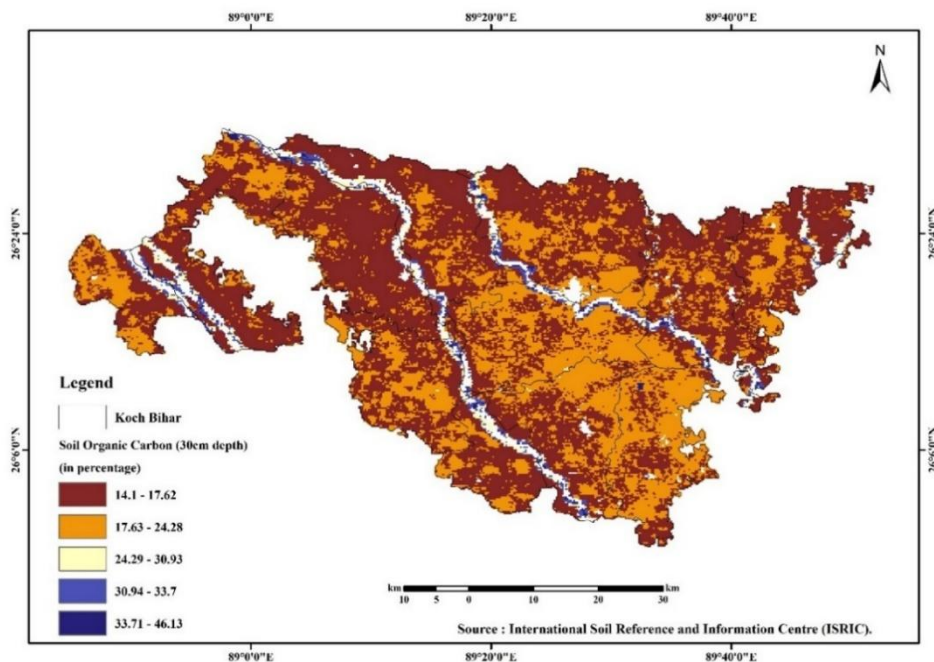 89°0'0"E 89°20'0"E 89°40'0"E
N
26°24'0"N 26°24'0"N
Legend
Koch Bihar
Soil Organic Carbon (30cm depth)
(in percentage)
14.1 - 17.62
17.63 - 24.28
24.29 - 30.93
30.94 - 33.7
33.71 - 46.13
26°6'0"N 26°6'0"N
km km
10 5 0 10 20 30
Source : International Soil Reference and Information Centre (ISRIC).
89°0'0"E 89°20'0"E 89°40'0"E